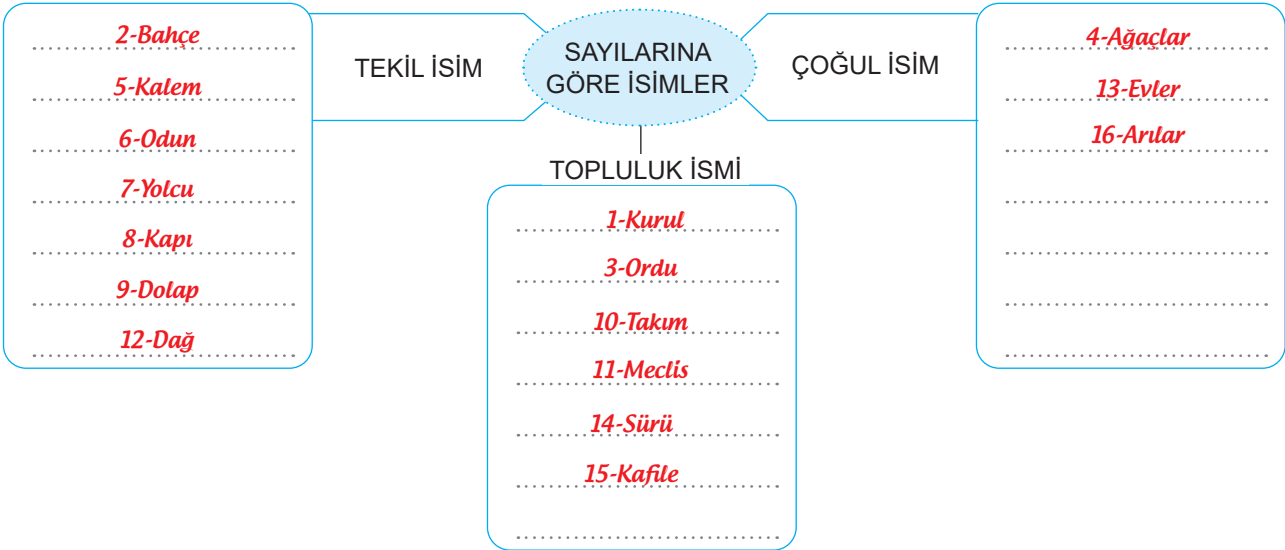 SAYILARINA
GÖRE İSİMLER
TEKİL İSİM
2-Bahçe
5-Kalem
6-Odun
7-Yolcu
8-Kapı
9-Dolap
12-Dağ
TOPLULUK İSMİ
1-Kurul
3-Ordu
10-Takım
11-Meclis
14-Sürü
15-Kafile
ÇOĞUL İSİM
4-Ağaçlar
13-Evler
16-Arılar